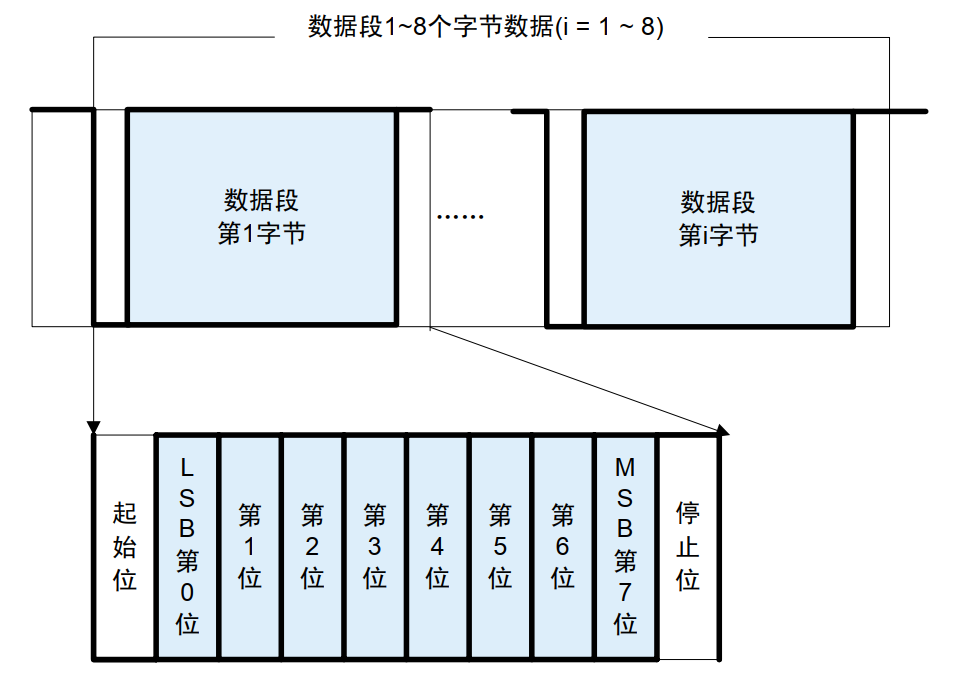 数据段1~8个字节数据(i = 1 ~ 8)
数据段
第1字节
……
数据段
第i字节
起始位
LSB第0位
第1位
第2位
第3位
第4位
第5位
第6位
MSB第7位
停止位